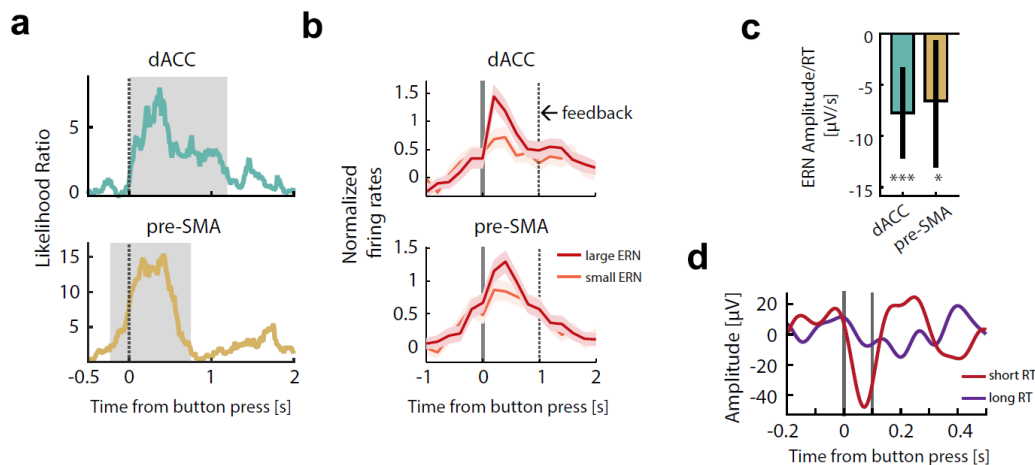 a
dACC
Likelihood Ratio
5
0
pre-SMA
15
10
5
0
-0.5 0 1 2
Time from button press [s]
b
dACC
Normalized
firing rates
1.5
1.0
0.5
0
← feedback
pre-SMA
1.5
1.0
0.5
0
large ERN
small ERN
-1 0 1 2
Time from button press [s]
c
ERN Amplitude/RT
[μV/s]
0
-5
-10
-15
*** *
dACC
pre-SMA
d
Amplitude [μV]
20
0
-20
-40
short RT
long RT
-0.2 0 0.2 0.4
Time from button press [s]